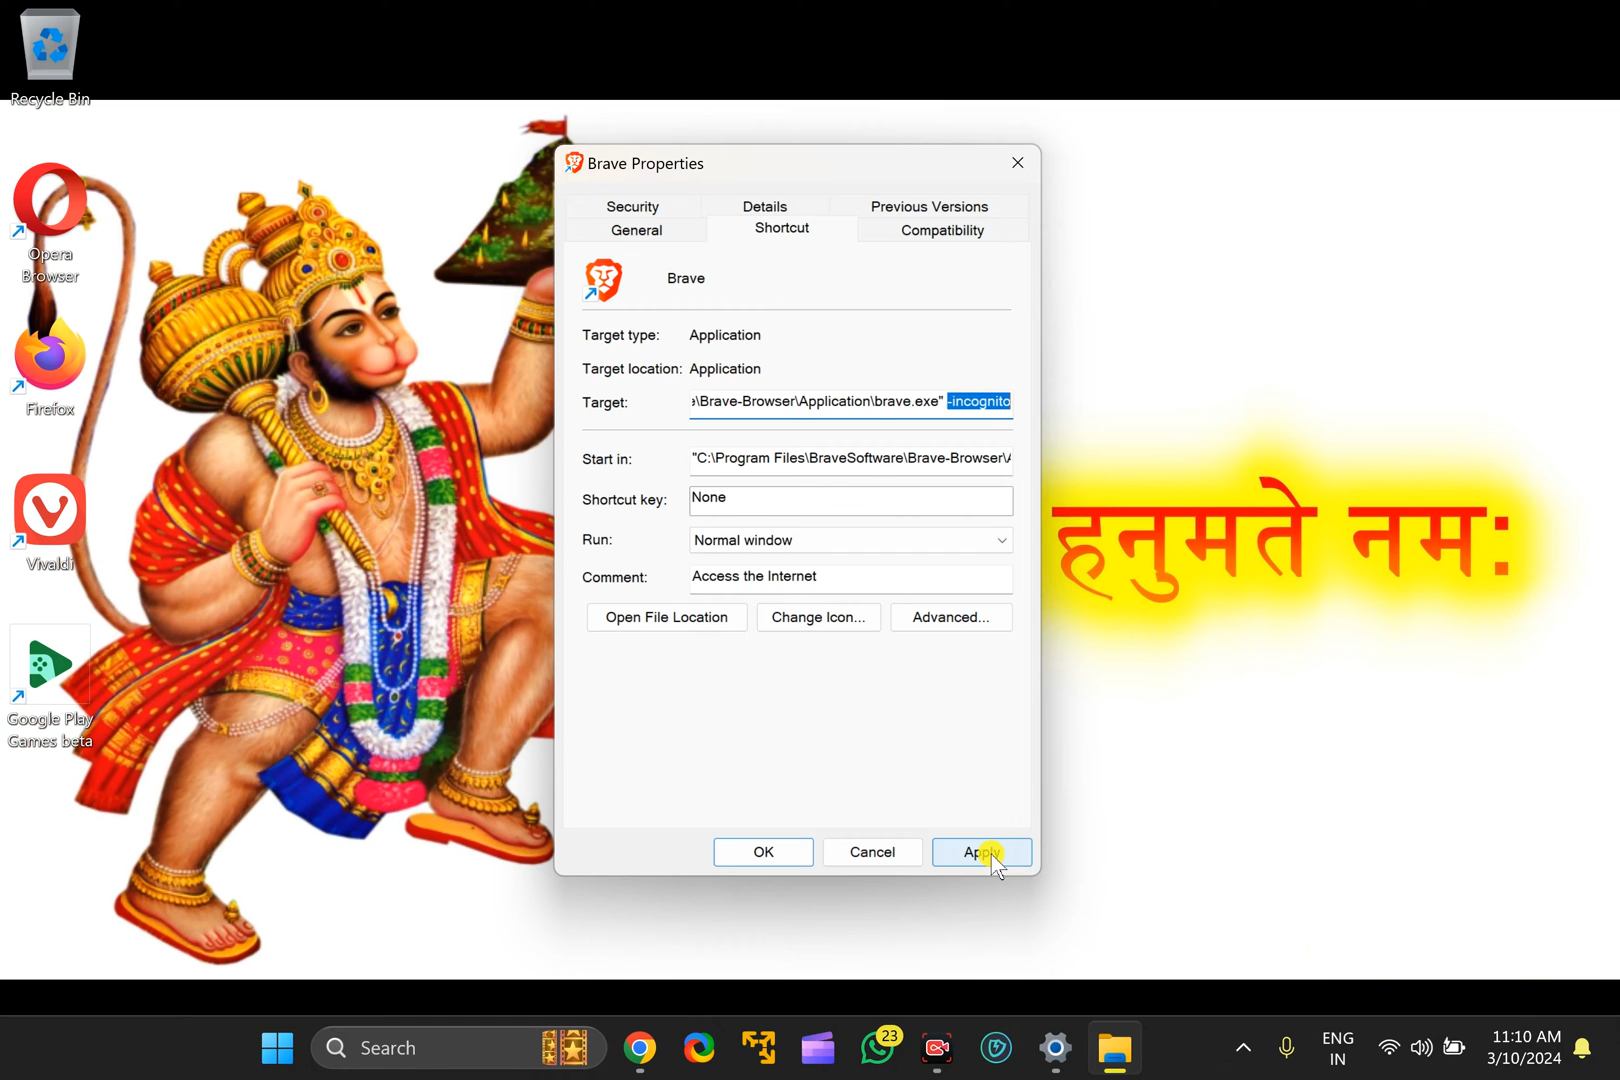 Recycle Bin
Opera
Browser
Firefox
Vivaldi
Google Play
Games beta
Brave Properties
Security
Details
Previous Versions
General
Shortcut
Compatibility
Brave
Target type:
Application
Target location:
Application
Target:
e\Brave-Browser\Application\brave.exe" -incognito
Start in:
"C:\Program Files\BraveSoftware\Brave-Browser\A
Shortcut key:
None
Run:
Normal window
Comment:
Access the Internet
Open File Location
Change Icon...
Advanced...
OK
Cancel
Apply
हनुमते नम:
Search
23
ENG
IN
11:10 AM
3/10/2024